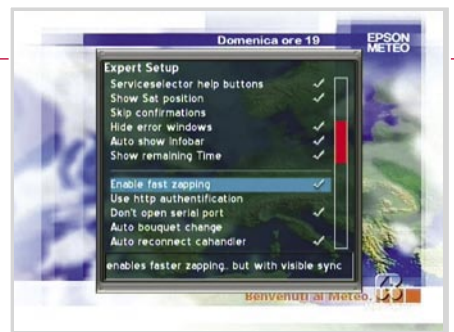 Domenica ore 19
EPSON
METEO
Expert Setup
Serviceselector help buttons
Show Sat position
Skip confirmations
Hide error windows
Auto show Infobar
Show remaining Time
Enable fast zapping
Use http authentification
Don't open serial port
Auto bouquet change
Auto reconnect cahandler
enables faster zapping.. but with visible sync
Benvenuti al Meteo.